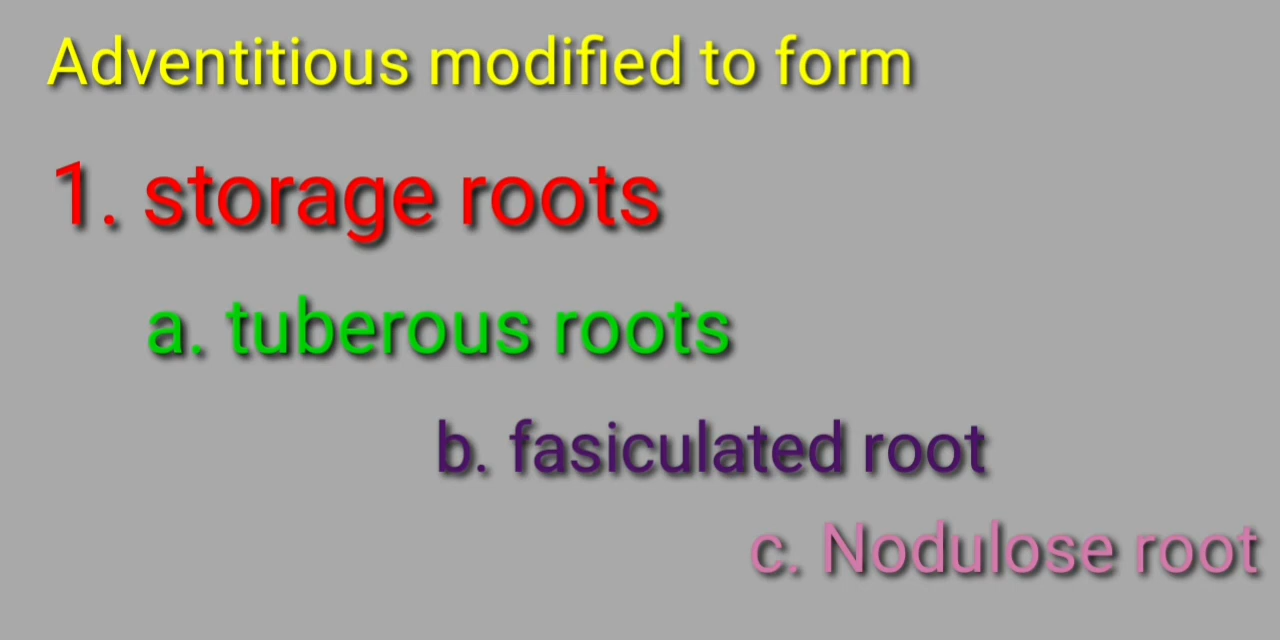 Adventitious modified to form
1. storage roots
a. tuberous roots
b. fasiculated root
c. Nodulose root